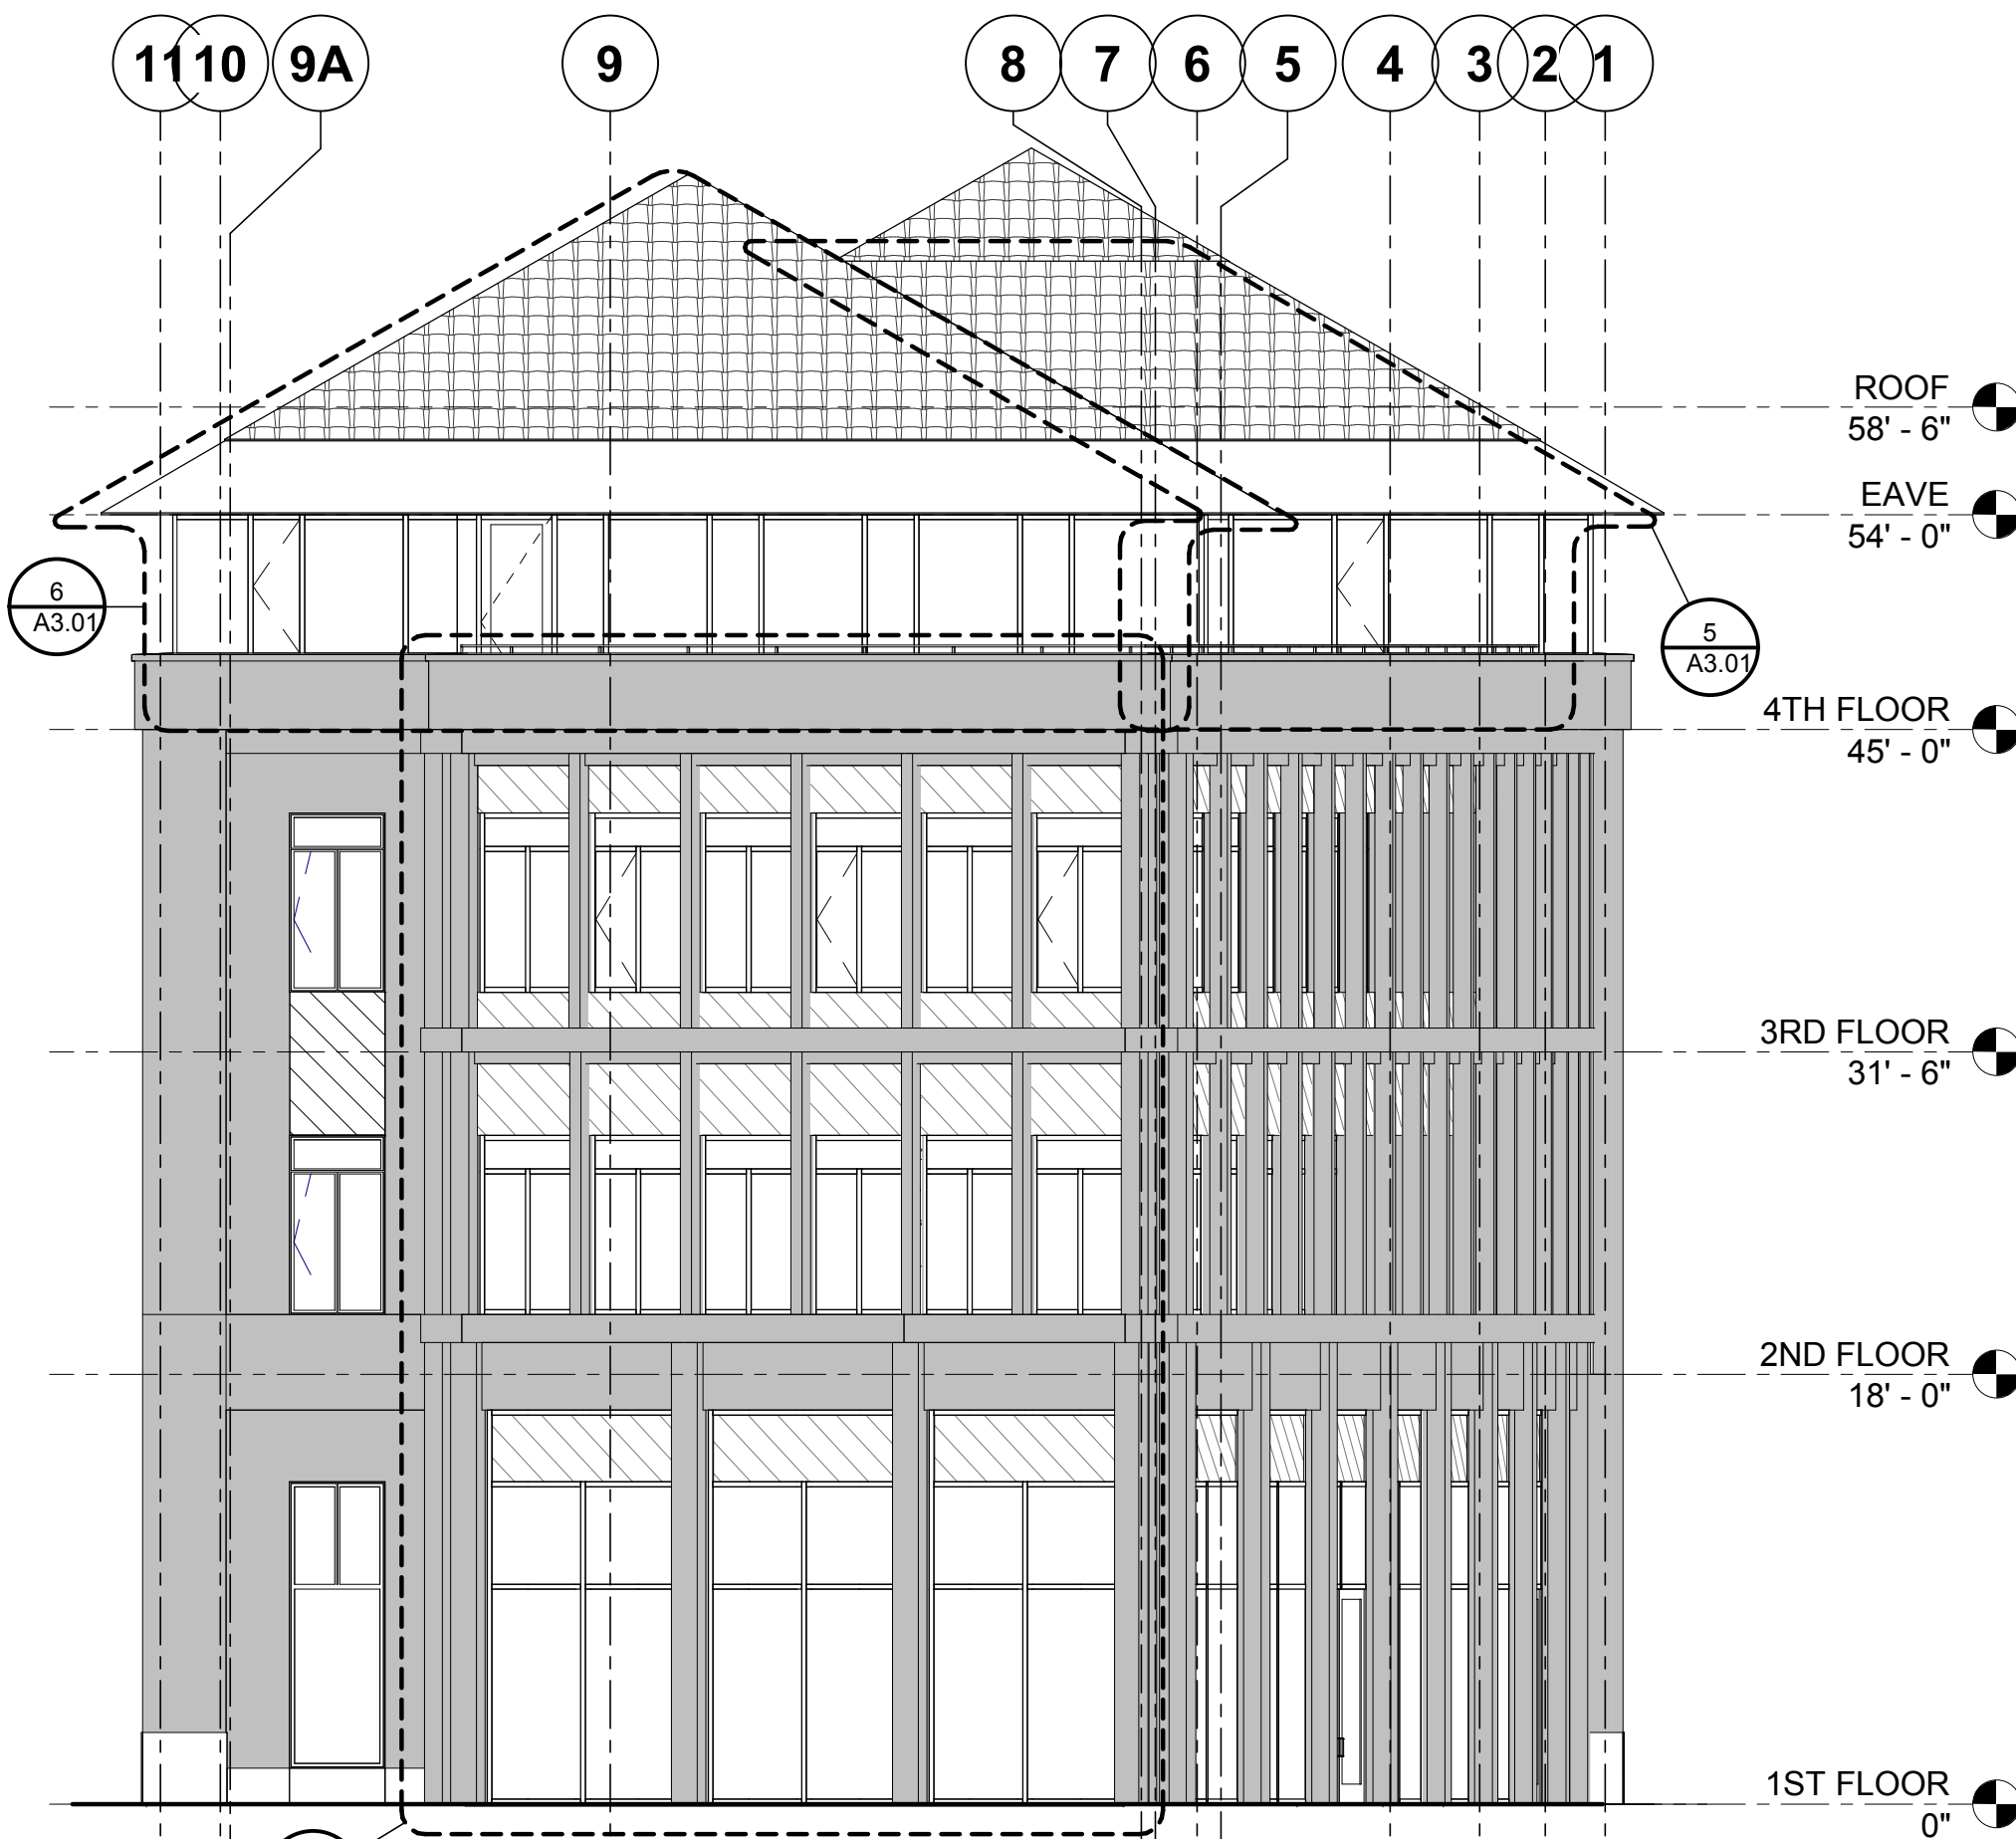 11 10 9A 9 8 7 6 5 4 3 2 1
ROOF
58' - 6"
EAVE
54' - 0"
6
A3.01
5
A3.01
4TH FLOOR
45' - 0"
3RD FLOOR
31' - 6"
2ND FLOOR
18' - 0"
1ST FLOOR
0"